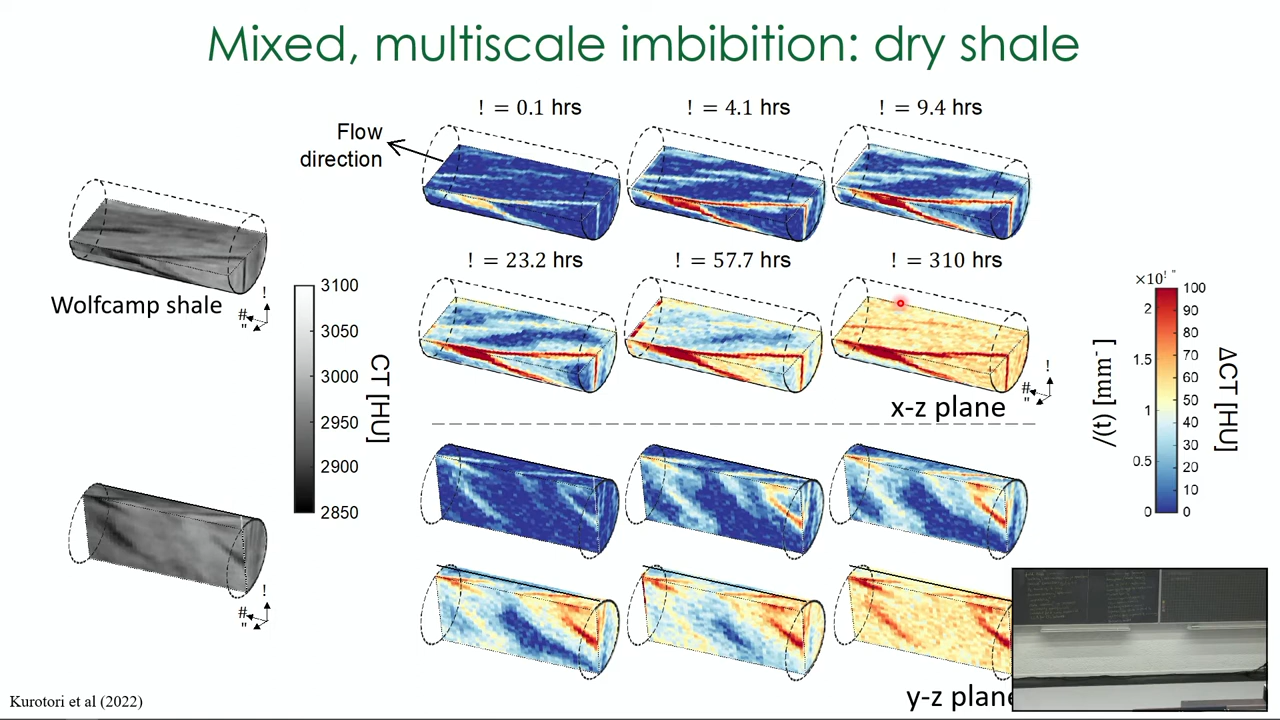 Mixed, multiscale imbibition: dry shale
! = 0.1 hrs
! = 4.1 hrs
! = 9.4 hrs
Flow
direction
! = 23.2 hrs
! = 57.7 hrs
! = 310 hrs
Wolfcamp shale
!
#
"
3100
3050
3000
2950
2900
2850
CT [HU]
x-z plane
!
#
"
×10! "
2
1.5
1
0.5
0
/(t) [mm-]
100
90
80
70
60
50
40
30
20
10
0
ΔCT [HU]
!
#
"
y-z plane
Kurotori et al (2022)